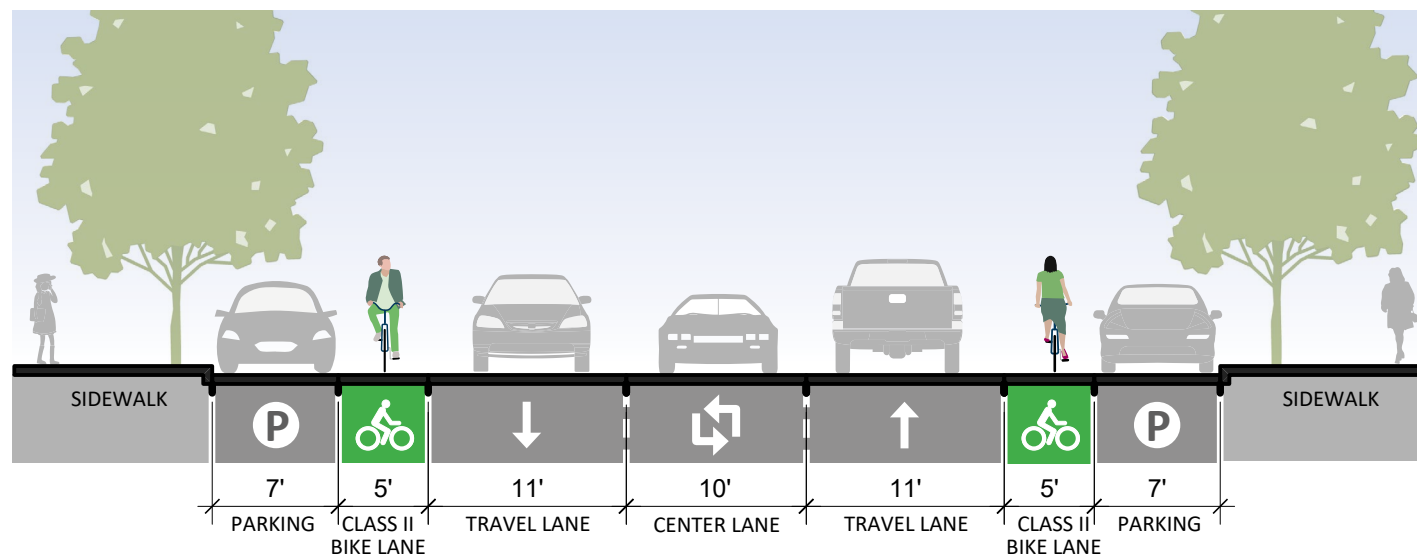 SIDEWALK
SIDEWALK
P
P
7'
5'
11'
10'
11'
5'
7'
PARKING
CLASS II
BIKE LANE
TRAVEL LANE
CENTER LANE
TRAVEL LANE
CLASS II
BIKE LANE
PARKING